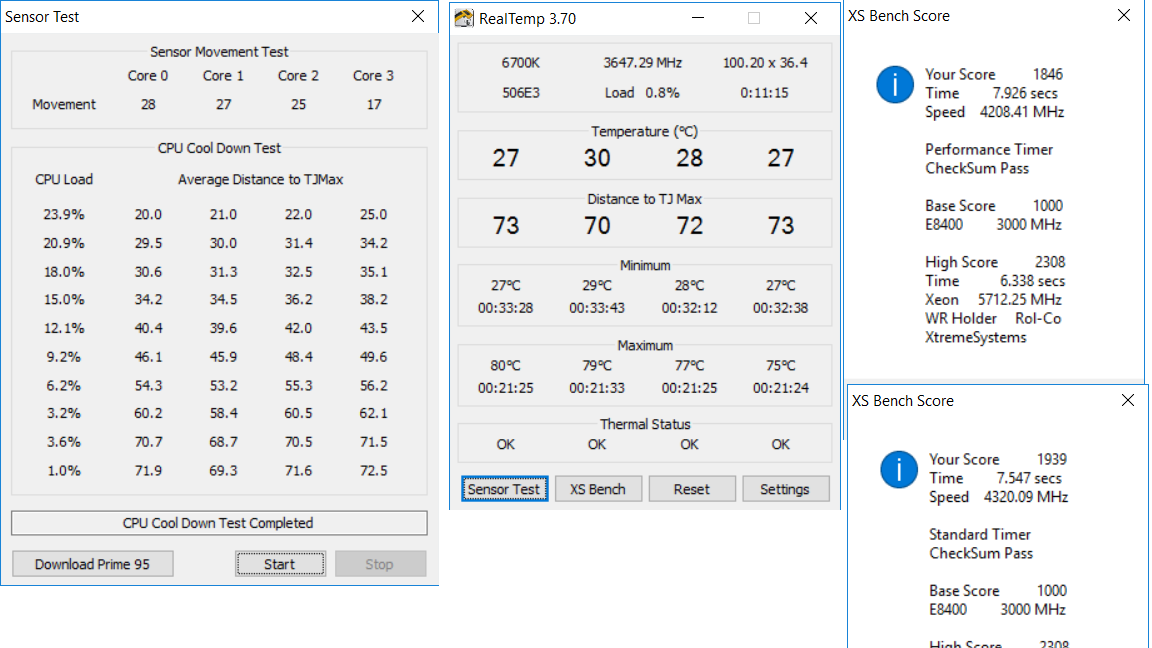 Sensor Test
Sensor Movement Test
Core 0 Core 1 Core 2 Core 3
Movement 28 27 25 17
CPU Cool Down Test
CPU Load Average Distance to TJMax
23.9% 20.0 21.0 22.0 25.0
20.9% 29.5 30.0 31.4 34.2
18.0% 30.6 31.3 32.5 35.1
15.0% 34.2 34.5 36.2 38.2
12.1% 40.4 39.6 42.0 43.5
9.2% 46.1 45.9 48.4 49.6
6.2% 54.3 53.2 55.3 56.2
3.2% 60.2 58.4 60.5 62.1
3.6% 70.7 68.7 70.5 71.5
1.0% 71.9 69.3 71.6 72.5
CPU Cool Down Test Completed
Download Prime 95 Start Stop
RealTemp 3.70
6700K 3647.29 MHz 100.20 x 36.4
506E3 Load 0.8% 0:11:15
Temperature (°C)
27 30 28 27
Distance to TJ Max
73 70 72 73
Minimum
27°C 29°C 28°C 27°C
00:33:28 00:33:43 00:32:12 00:32:38
Maximum
80°C 79°C 77°C 75°C
00:21:25 00:21:33 00:21:25 00:21:24
Thermal Status
OK OK OK OK
Sensor Test XS Bench Reset Settings
XS Bench Score
Your Score 1846
Time 7.926 secs
Speed 4208.41 MHz
Performance Timer
CheckSum Pass
Base Score 1000
E8400 3000 MHz
High Score 2308
Time 6.338 secs
Xeon 5712.25 MHz
WR Holder Rol-Co
XtremeSystems
XS Bench Score
Your Score 1939
Time 7.547 secs
Speed 4320.09 MHz
Standard Timer
CheckSum Pass
Base Score 1000
E8400 3000 MHz
High Score 2308